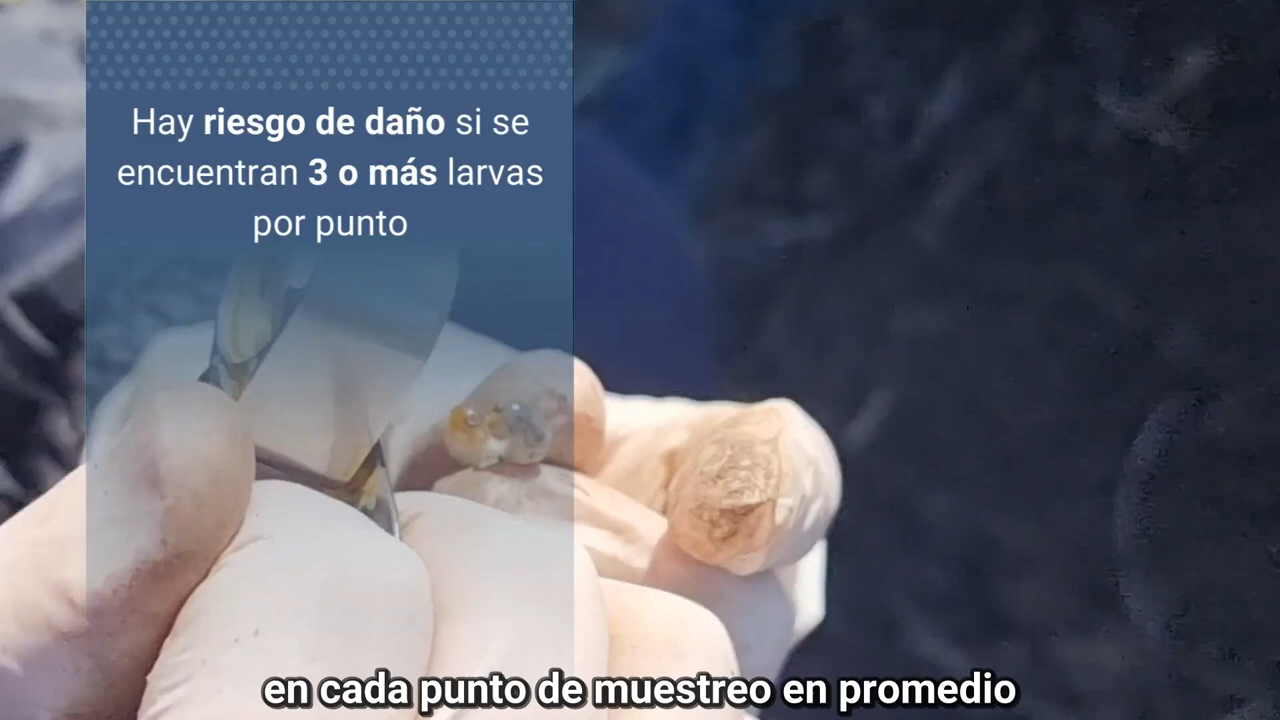 Hay riesgo de daño si se
encuentran 3 o más larvas
por punto
en cada punto de muestreo en promedio